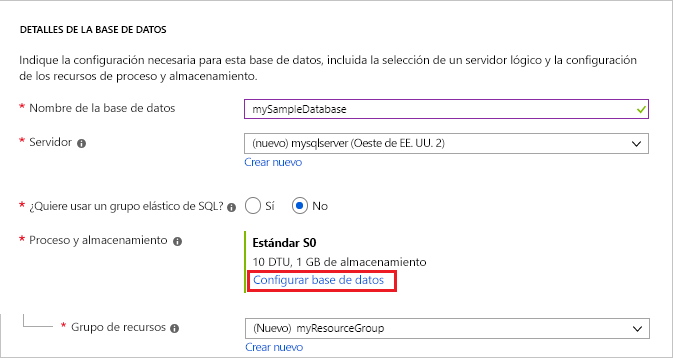 DETALLES DE LA BASE DE DATOS
Indique la configuración necesaria para esta base de datos, incluida la selección de un servidor lógico y la configuración
de los recursos de proceso y almacenamiento.
* Nombre de la base de datos
mySampleDatabase
* Servidor
(nuevo) mysqlserver (Oeste de EE. UU. 2)
Crear nuevo
* ¿Quiere usar un grupo elástico de SQL?
Sí
No
* Proceso y almacenamiento
Estándar S0
10 DTU, 1 GB de almacenamiento
Configurar base de datos
* Grupo de recursos
(Nuevo) myResourceGroup
Crear nuevo